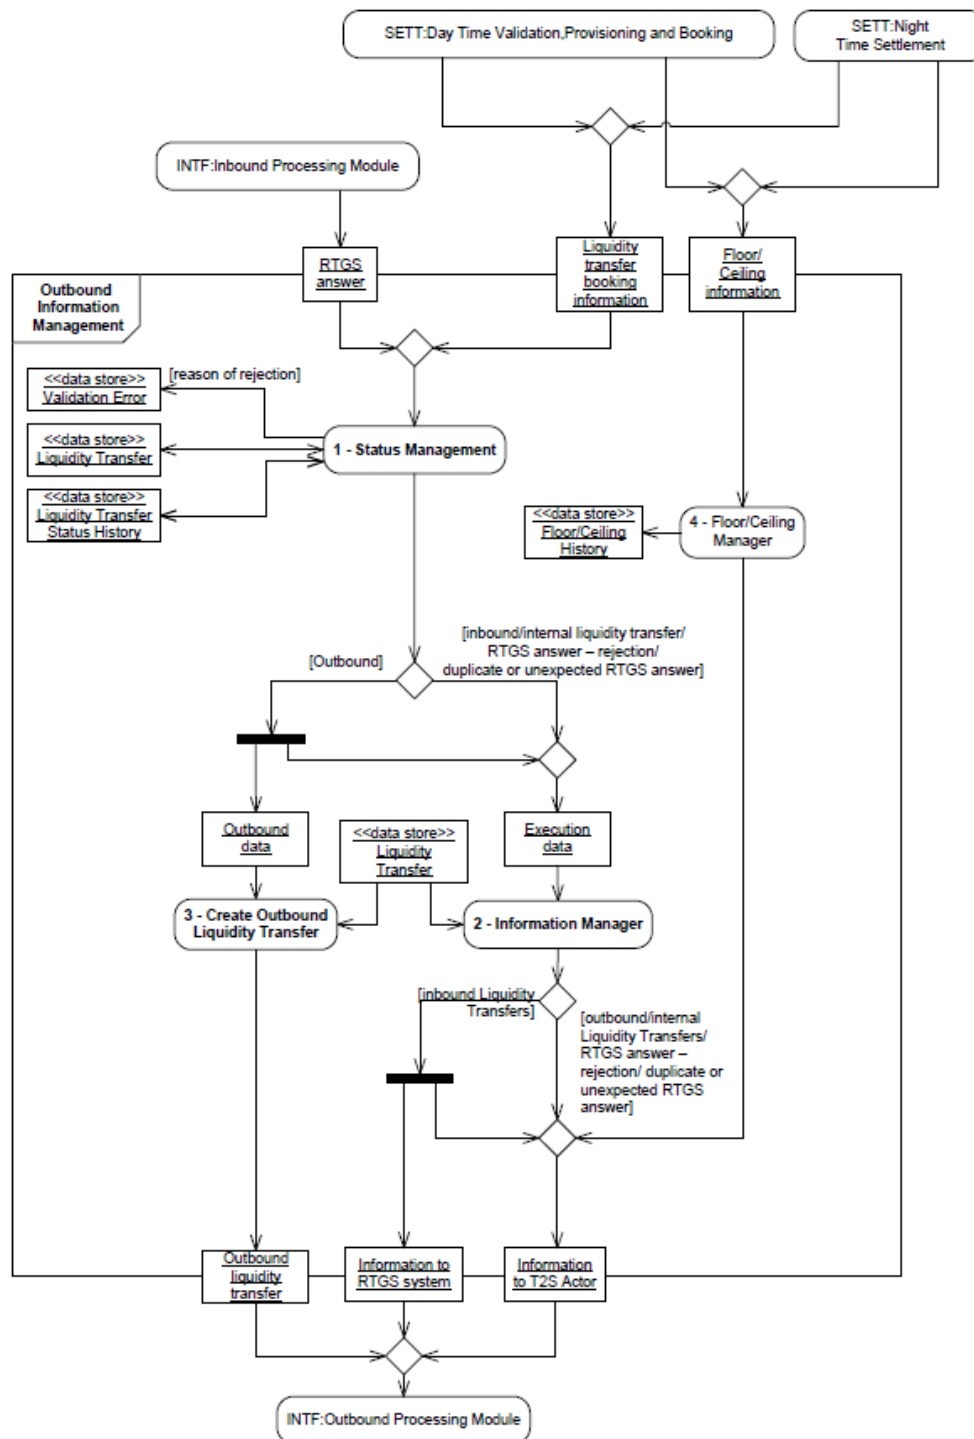 SETT:Day Time Validation,Provisioning and Booking
SETT:Night
Time Settlement
INTF:Inbound Processing Module
RTGS
answer
Liquidity
transfer
booking
information
Floor/
Ceiling
information
Outbound
Information
Management
<<data store>>
Validation Error
[reason of rejection]
<<data store>>
Liquidity Transfer
1 - Status Management
<<data store>>
Liquidity Transfer
Status History
<<data store>>
Floor/Ceiling
History
4 - Floor/Ceiling
Manager
[Outbound]
[inbound/internal liquidity transfer/
RTGS answer – rejection/
duplicate or unexpected RTGS answer]
Outbound
data
<<data store>>
Liquidity
Transfer
Execution
data
3 - Create Outbound
Liquidity Transfer
2 - Information Manager
[inbound Liquidity
Transfers]
[outbound/internal
Liquidity Transfers/
RTGS answer –
rejection/ duplicate or
unexpected RTGS
answer]
Outbound
liquidity
transfer
Information to
RTGS system
Information
to T2S Actor
INTF:Outbound Processing Module